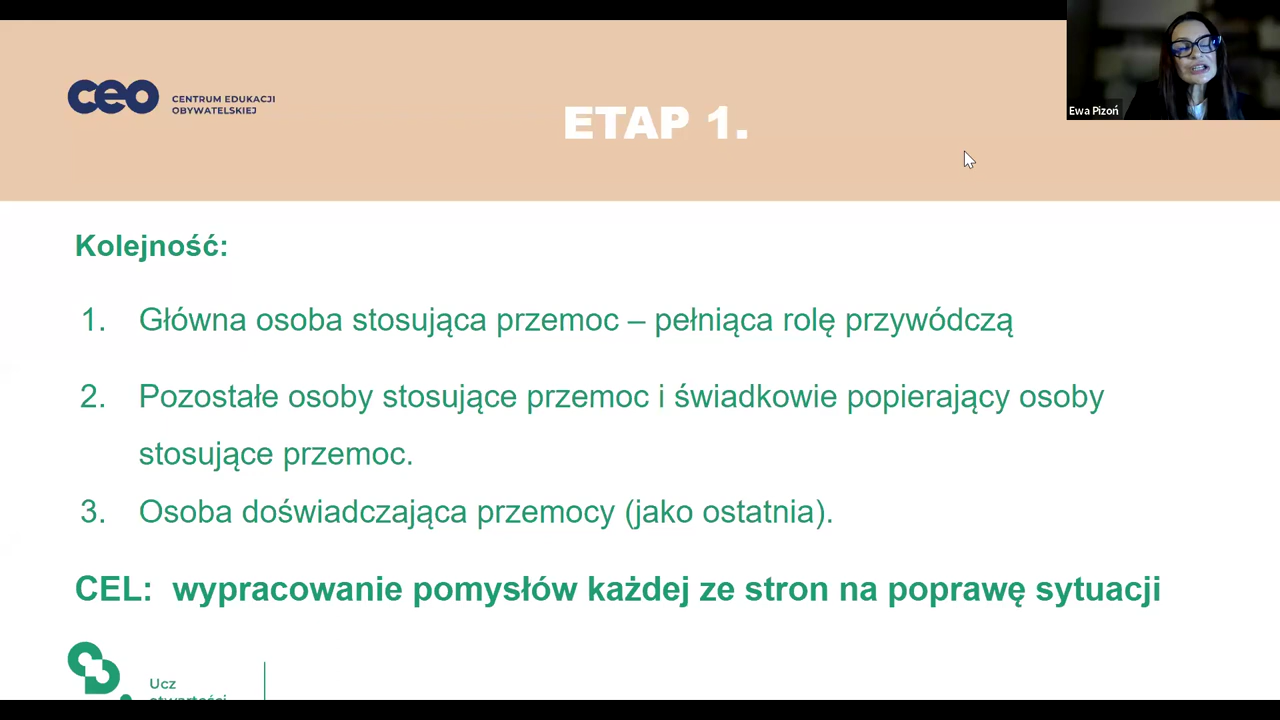 ceo
CENTRUM EDUKACJI
OBYWATELSKIEJ
ETAP 1.
Ewa Pizoń
Kolejność:
1. Główna osoba stosująca przemoc – pełniąca rolę przywódczą
2. Pozostałe osoby stosujące przemoc i świadkowie popierający osoby
stosujące przemoc.
3. Osoba doświadczająca przemocy (jako ostatnia).
CEL: wypracowanie pomysłów każdej ze stron na poprawę sytuacji
Ucz
otwartości